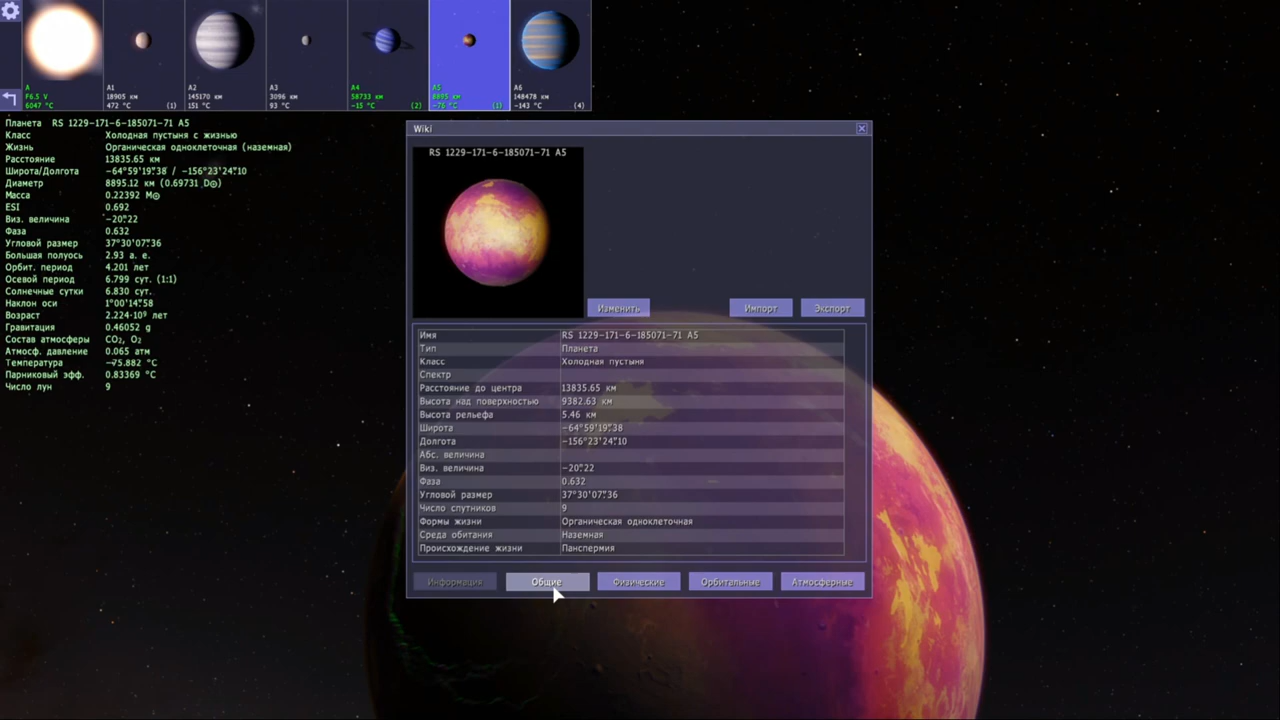 A
F6.5 V
6047 °C
A1
18905 км
472 °C (1)
A2
145170 км
151 °C
A3
3096 км
93 °C
A4
58733 км
-15 °C (2)
A5
8895 км
-76 °C (1)
A6
148478 км
-143 °C (4)
Планета RS 1229-171-6-185071-71 A5
Класс Холодная пустыня с жизнью
Жизнь Органическая одноклеточная (наземная)
Расстояние 13835.65 км
Широта/Долгота -64°59'19".38 / -156°23'24".10
Диаметр 8895.12 км (0.69731 D⊕)
Масса 0.22392 M⊕
ESI 0.692
Виз. величина -20ᵐ.22
Фаза 0.632
Угловой размер 37°30'07".36
Большая полуось 2.93 а. е.
Орбит. период 4.201 лет
Осевой период 6.799 сут. (1:1)
Солнечные сутки 6.830 сут.
Наклон оси 1°00'14".58
Возраст 2.224·10⁹ лет
Гравитация 0.46052 g
Состав атмосферы CO₂, O₂
Атмосф. давление 0.065 атм
Температура -75.882 °C
Парниковый эфф. 0.83369 °C
Число лун 9
Wiki
RS 1229-171-6-185071-71 A5
Изменить Импорт Экспорт
Имя RS 1229-171-6-185071-71 A5
Тип Планета
Класс Холодная пустыня
Спектр
Расстояние до центра 13835.65 км
Высота над поверхностью 9382.63 км
Высота рельефа 5.46 км
Широта -64°59'19".38
Долгота -156°23'24".10
Абс. величина
Виз. величина -20ᵐ.22
Фаза 0.632
Угловой размер 37°30'07".36
Число спутников 9
Формы жизни Органическая одноклеточная
Среда обитания Наземная
Происхождение жизни Панспермия
Информация Общие Физические Орбитальные Атмосферные